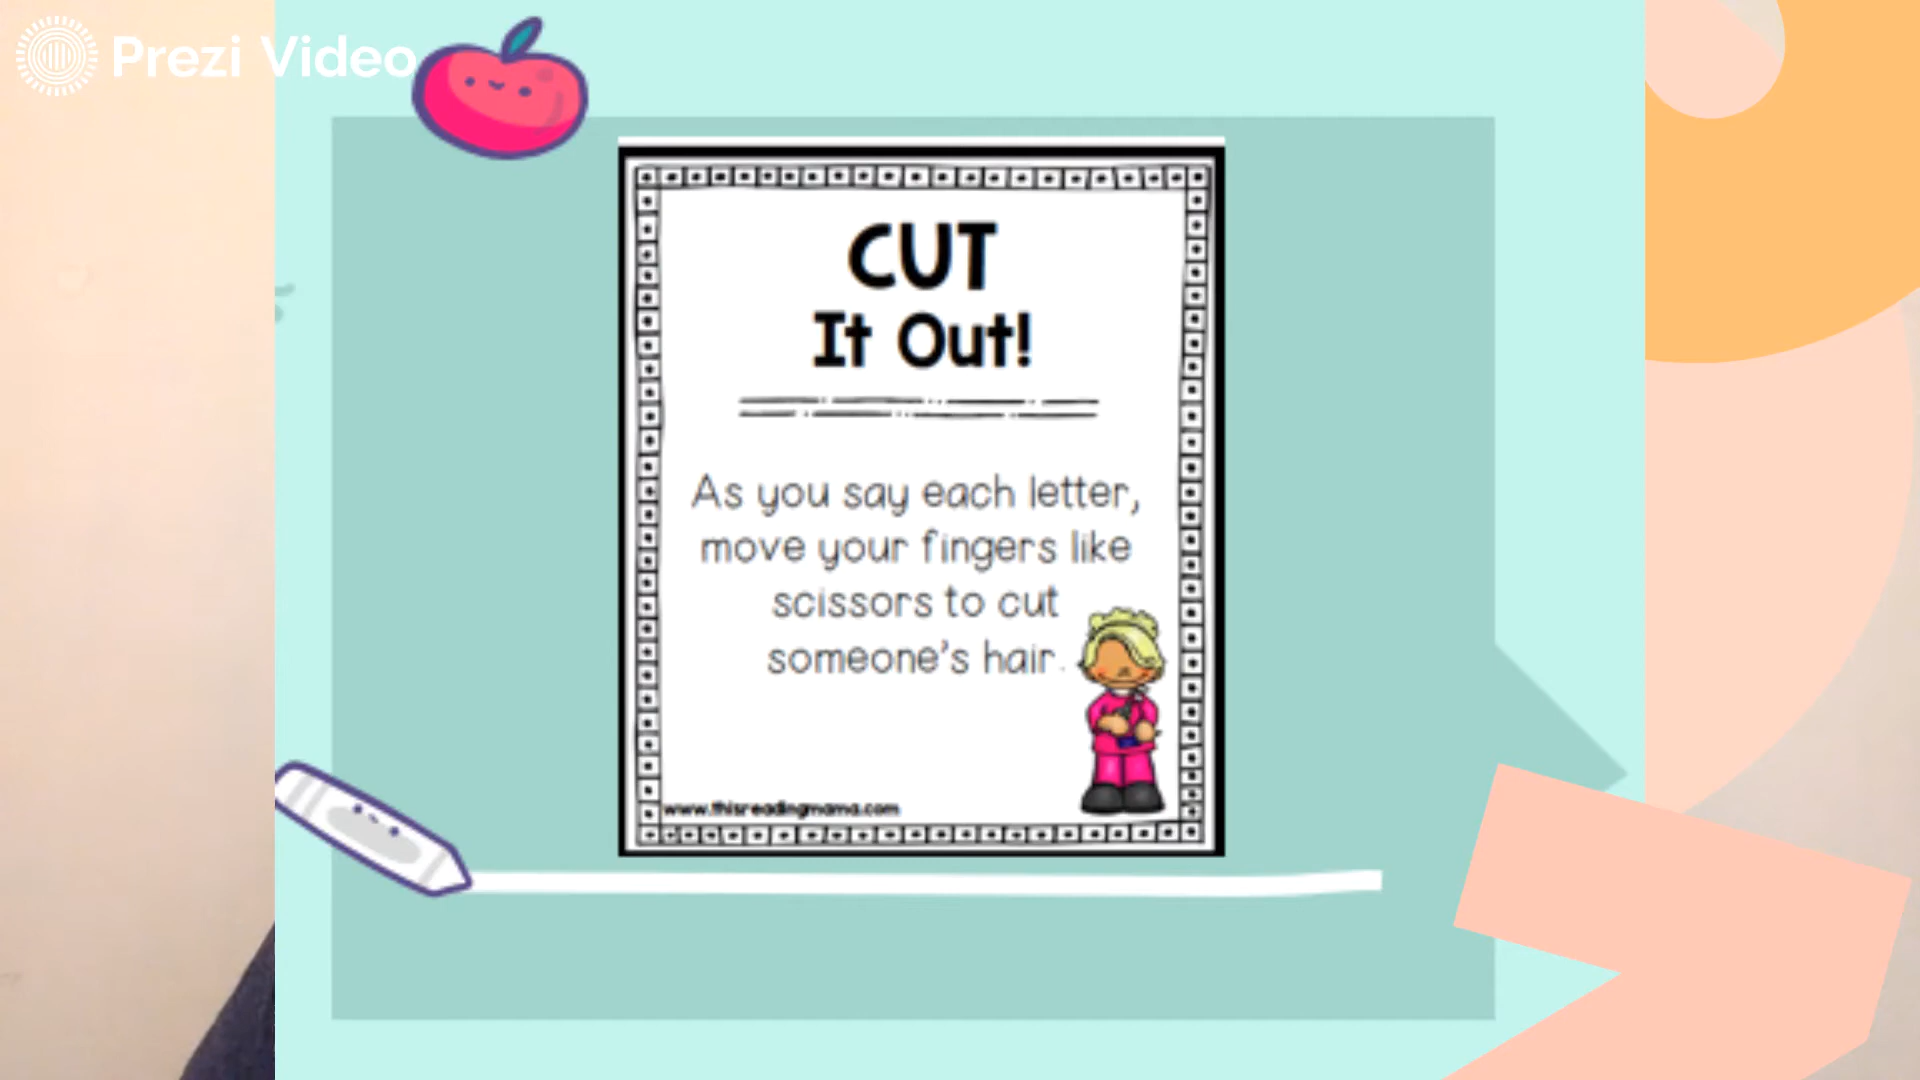 Prezi Video
CUT
It Out!
As you say each letter,
move your fingers like
scissors to cut
someone's hair.
www.thisreadingmama.com